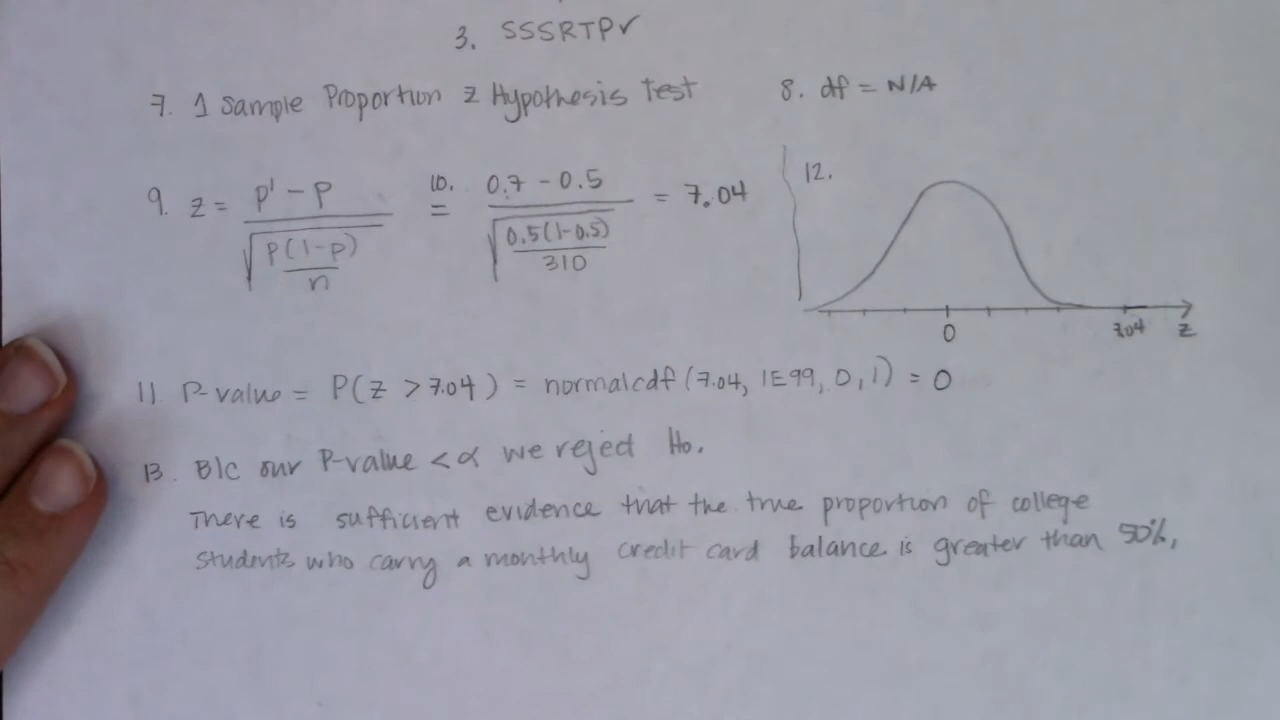 3. SSSRTPV
7. 1 Sample Proportion z Hypothesis Test
8. df = N/A
9. z = p' - p / √(p(1-p)/n)
10. = 0.7 - 0.5 / √(0.5(1-0.5)/310) = 7.04
12.
0 7.04 z
11. P-value = P(z > 7.04) = normalcdf(7.04, 1E99, 0, 1) = 0
13. B/c our P-value < α we reject Ho.
There is sufficient evidence that the true proportion of college
students who carry a monthly credit card balance is greater than 50%.